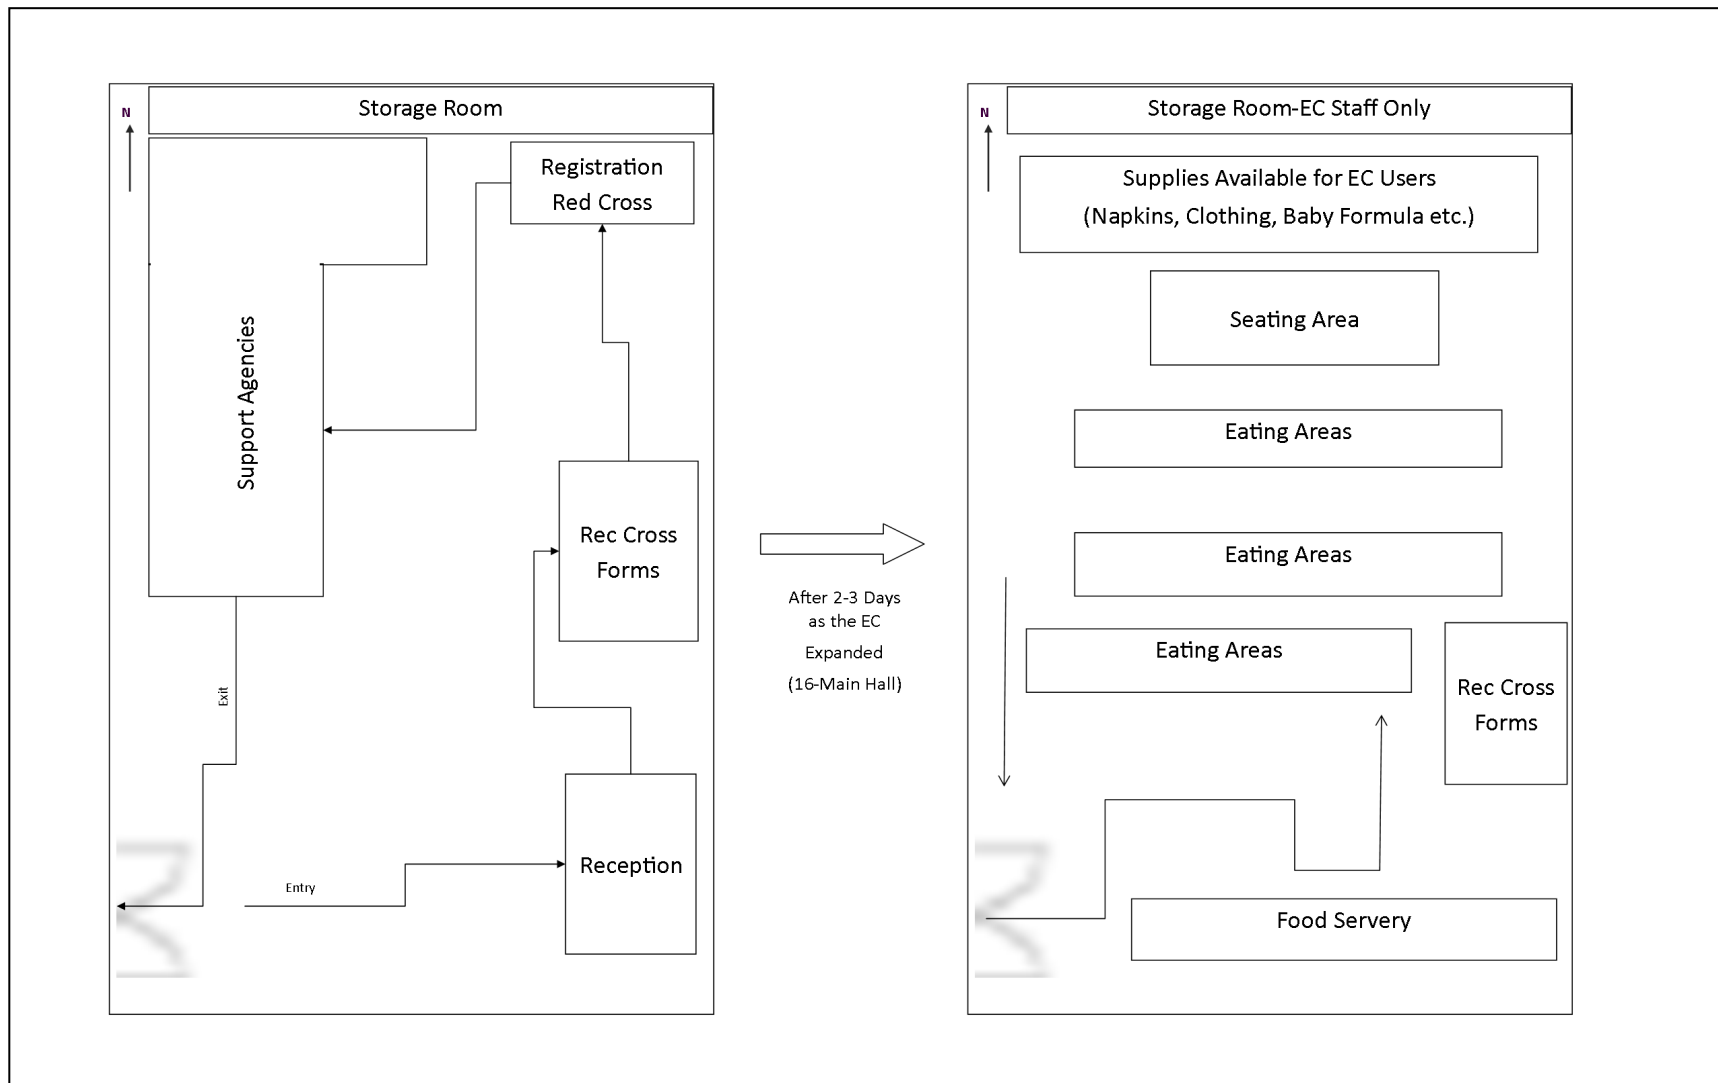 N
Storage Room
Registration
Red Cross
Support Agencies
Rec Cross
Forms
Exit
Entry
Reception
After 2-3 Days
as the EC
Expanded
(16-Main Hall)
N
Storage Room-EC Staff Only
Supplies Available for EC Users
(Napkins, Clothing, Baby Formula etc.)
Seating Area
Eating Areas
Eating Areas
Eating Areas
Rec Cross
Forms
Food Servery